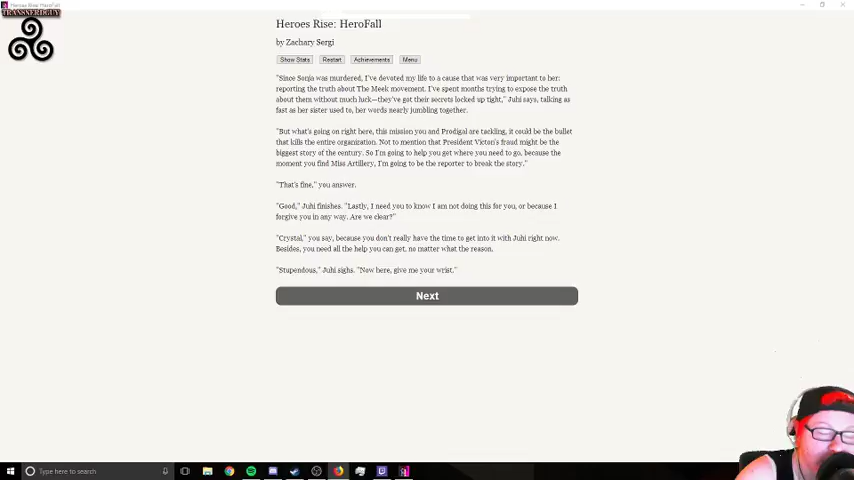 Heroes Rise: HeroFall
TRANSNERDGUY
Heroes Rise: HeroFall
by Zachary Sergi
Show Stats Restart Achievements Menu
"Since Sonja was murdered, I've devoted my life to a cause that was very important to her:
reporting the truth about The Meek movement. I've spent months trying to expose the truth
about them without much luck—they've got their secrets locked up tight," Juhi says, talking as
fast as her sister used to, her words nearly jumbling together.
"But what's going on right here, this mission you and Prodigal are tackling, it could be the bullet
that kills the entire organization. Not to mention that President Victon's fraud might be the
biggest story of the century. So I'm going to help you get where you need to go, because the
moment you find Miss Artillery, I'm going to be the reporter to break the story."
"That's fine," you answer.
"Good," Juhi finishes. "Lastly, I need you to know I am not doing this for you, or because I
forgive you in any way. Are we clear?"
"Crystal," you say, because you don't really have the time to get into it with Juhi right now.
Besides, you need all the help you can get, no matter what the reason.
"Stupendous," Juhi sighs. "Now here, give me your wrist."
Next
Type here to search